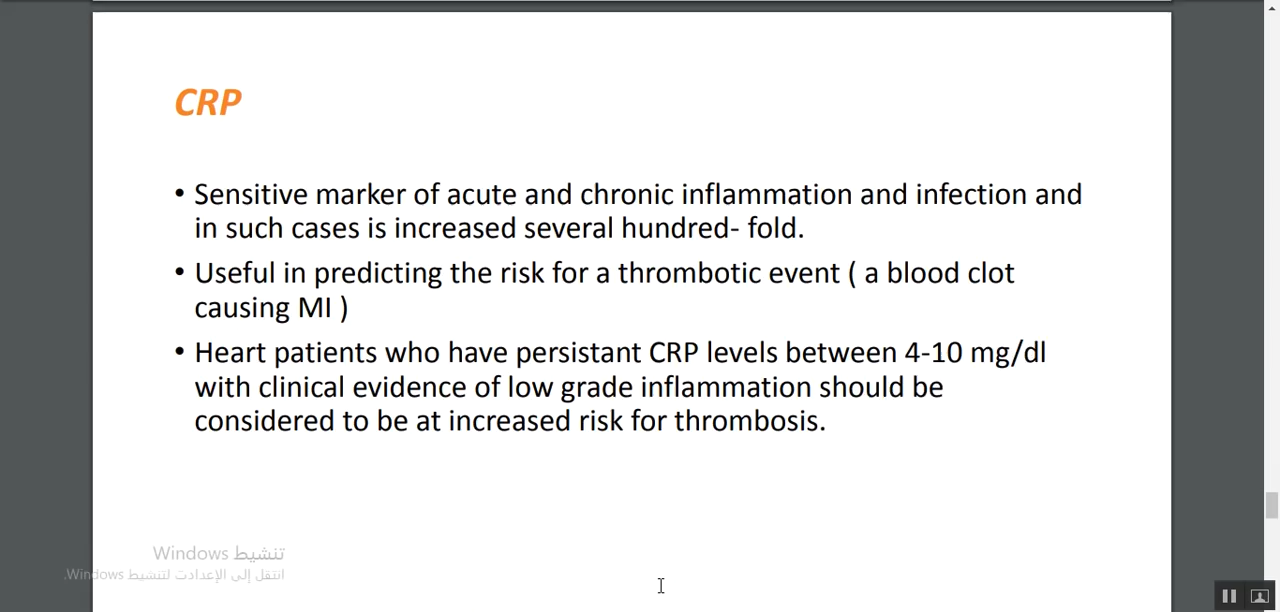 CRP
• Sensitive marker of acute and chronic inflammation and infection and
in such cases is increased several hundred- fold.
• Useful in predicting the risk for a thrombotic event ( a blood clot
causing MI )
• Heart patients who have persistant CRP levels between 4-10 mg/dl
with clinical evidence of low grade inflammation should be
considered to be at increased risk for thrombosis.
تنشيط Windows
انتقل إلى الإعدادت لتنشيط Windows.